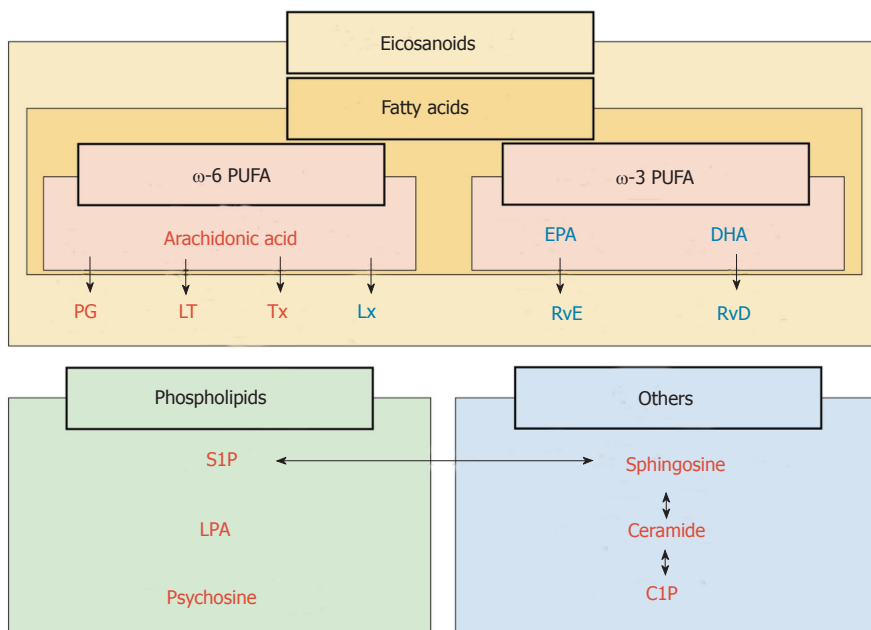 Eicosanoids
Fatty acids
ω-6 PUFA
ω-3 PUFA
Arachidonic acid
EPA
DHA
PG
LT
Tx
Lx
RvE
RvD
Phospholipids
Others
S1P
Sphingosine
LPA
Ceramide
Psychosine
C1P